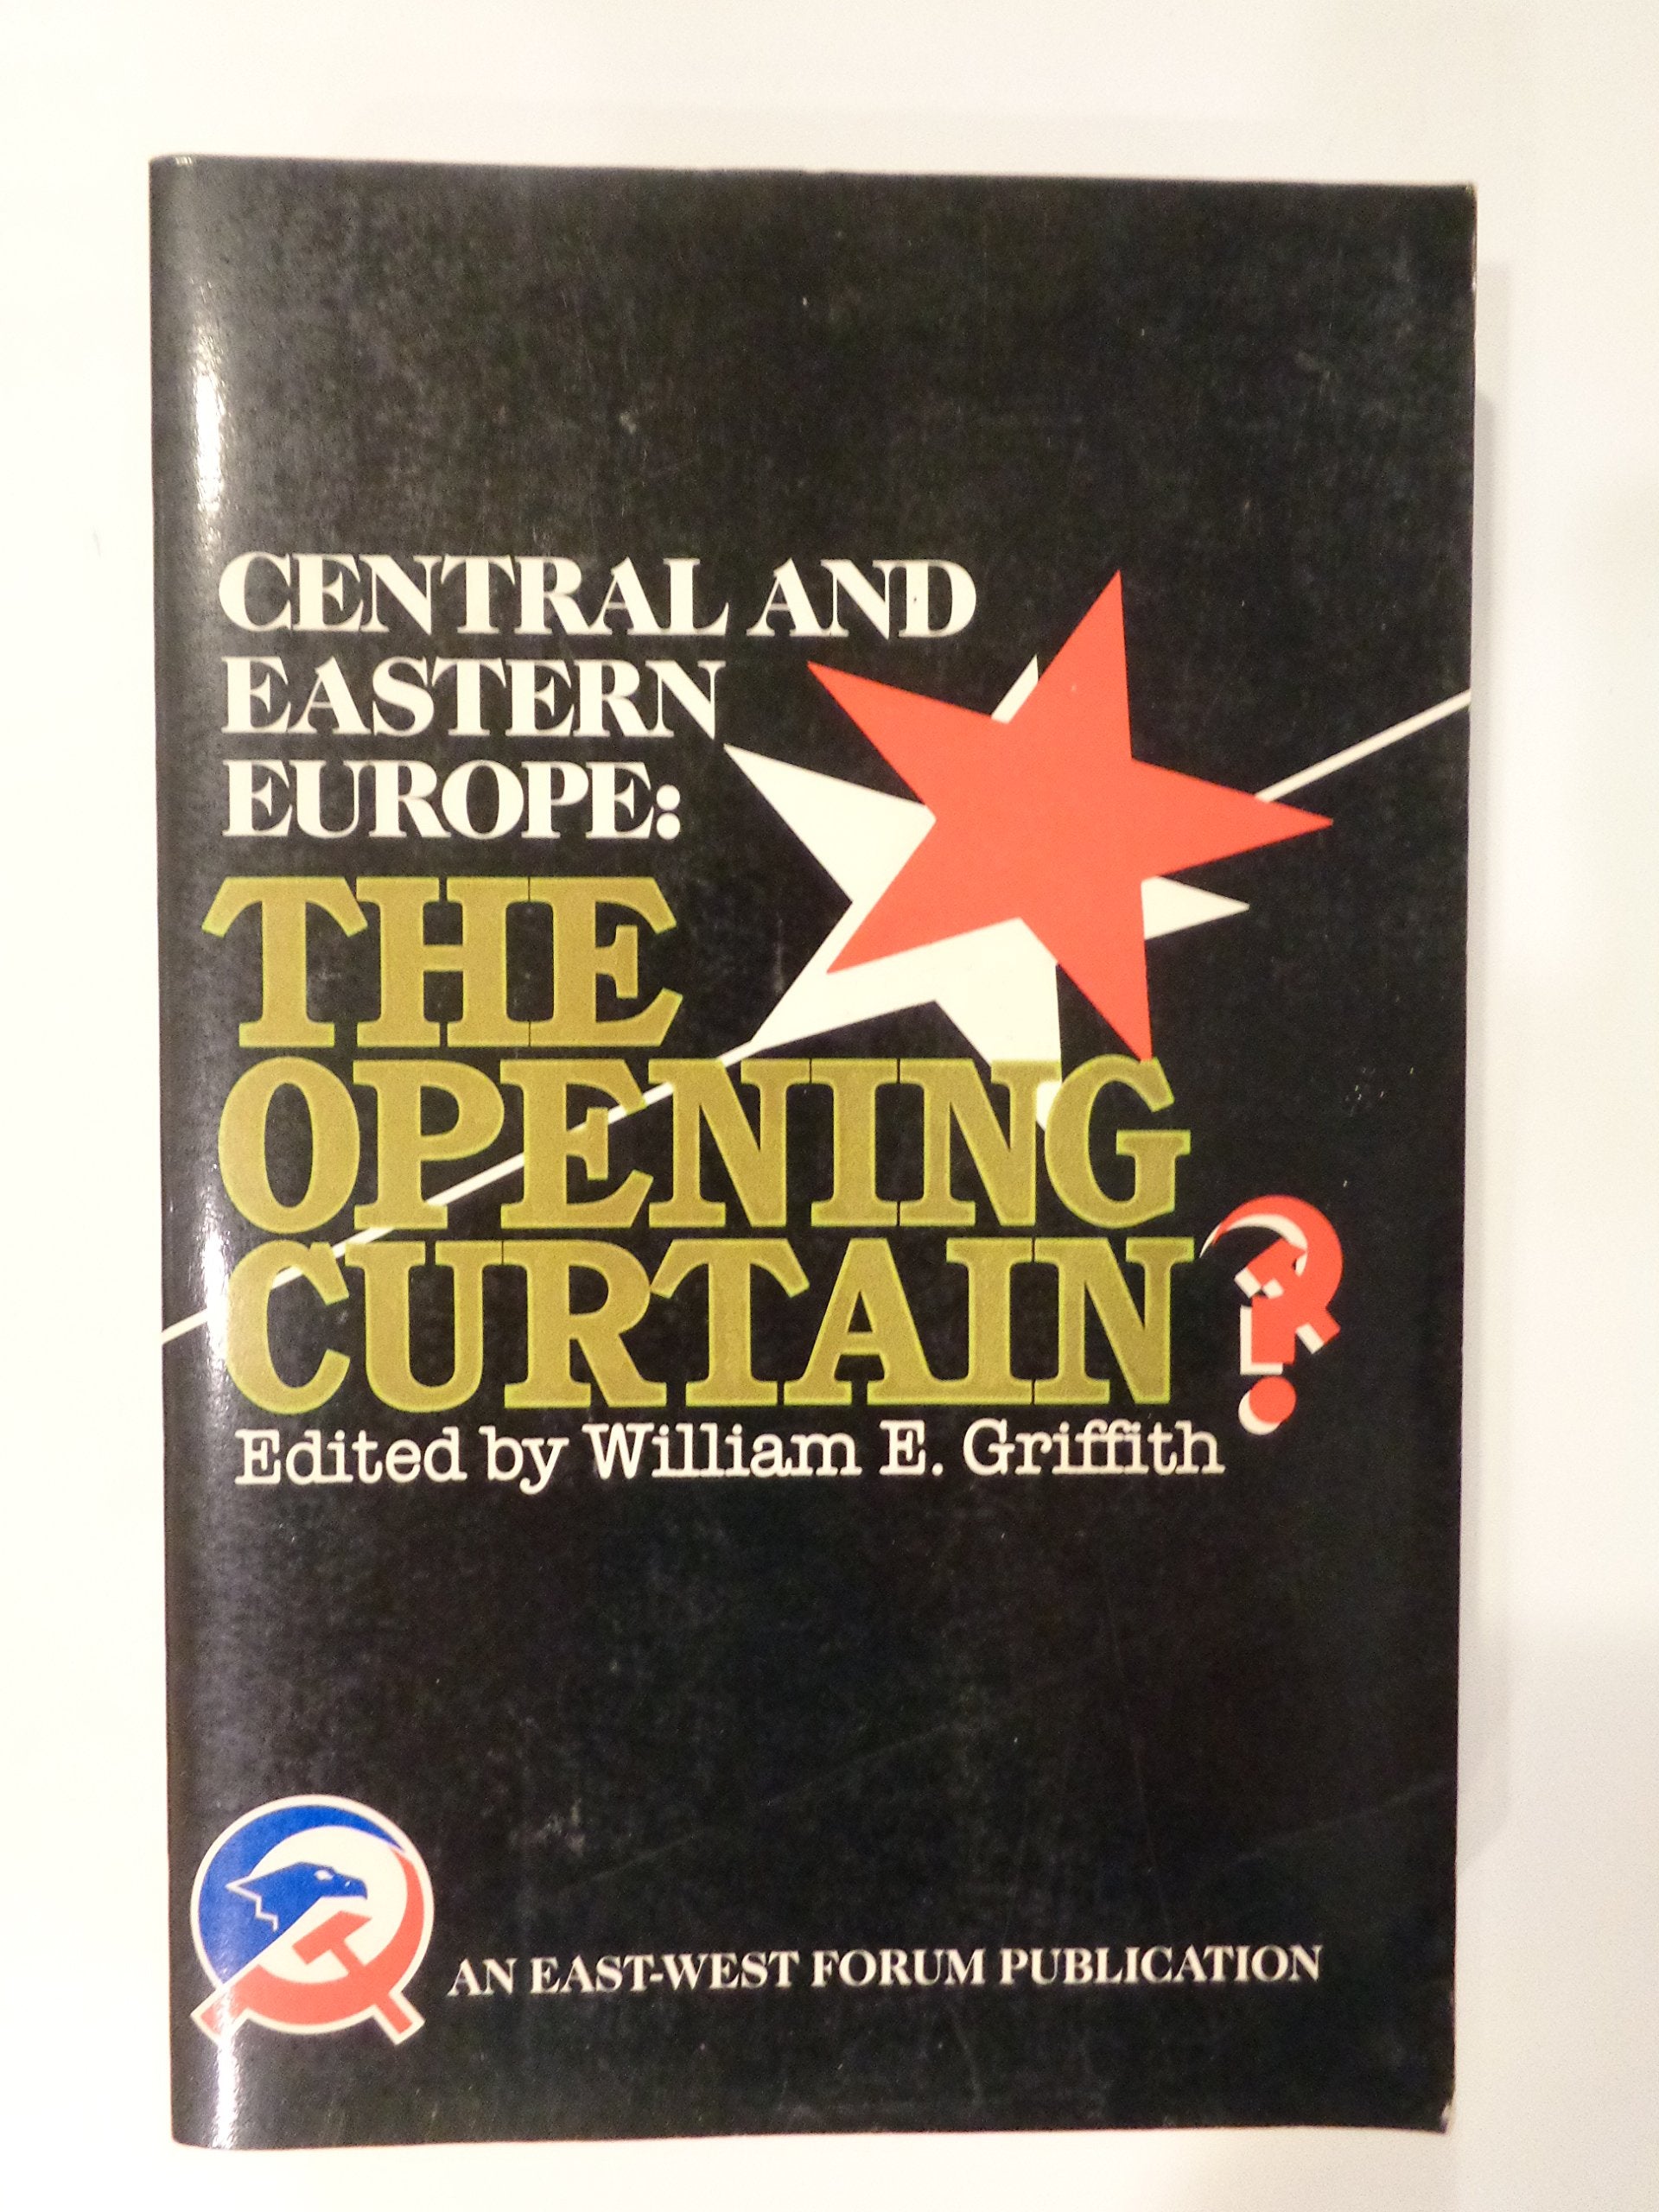 CENTRAL AND
EASTERN
EUROPE:
THE
OPENING
CURTAIN?
Edited by William E. Griffith
AN EAST-WEST FORUM PUBLICATION